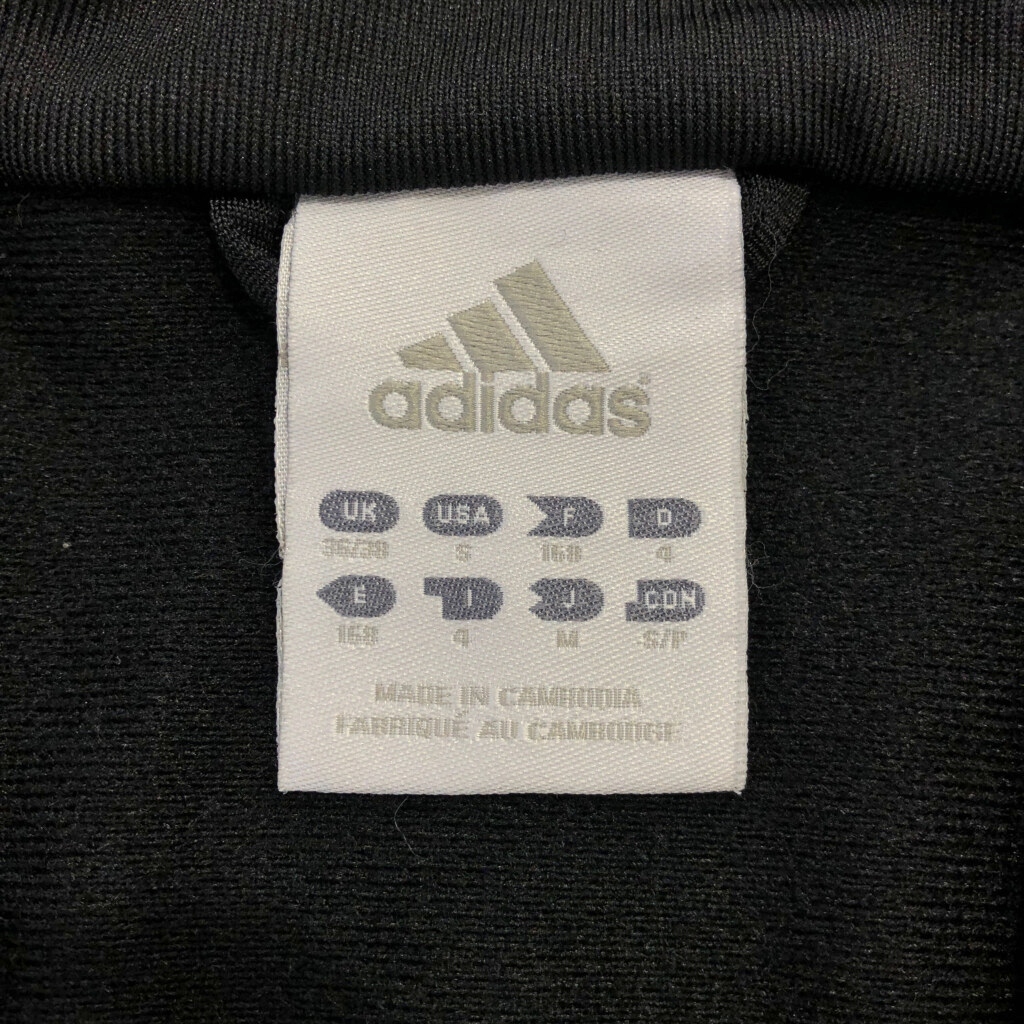 adidas®
UK USA F D
36/38 S 168 4
E I J CDN
168 4 M S/P
MADE IN CAMBODIA
FABRIQUÉ AU CAMBODGE